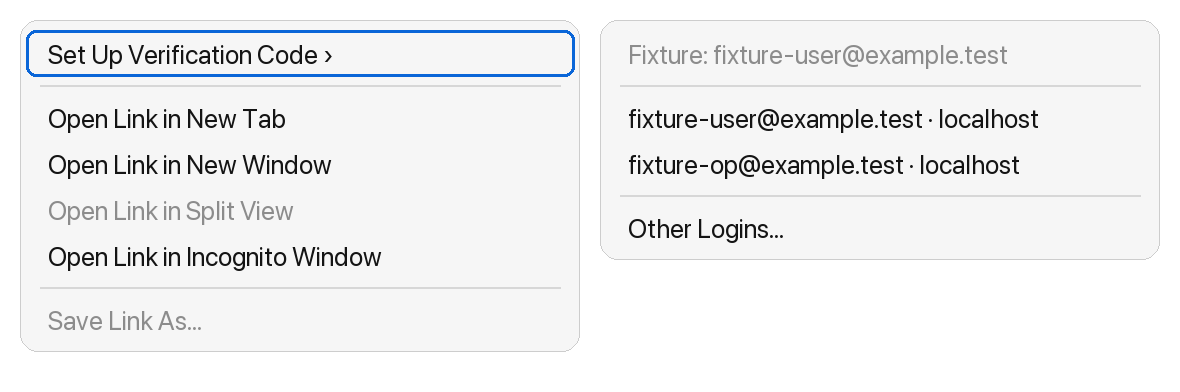 Set Up Verification Code ›
Open Link in New Tab
Open Link in New Window
Open Link in Split View
Open Link in Incognito Window
Save Link As...
Fixture: fixture-user@example.test
fixture-user@example.test · localhost
fixture-op@example.test · localhost
Other Logins...